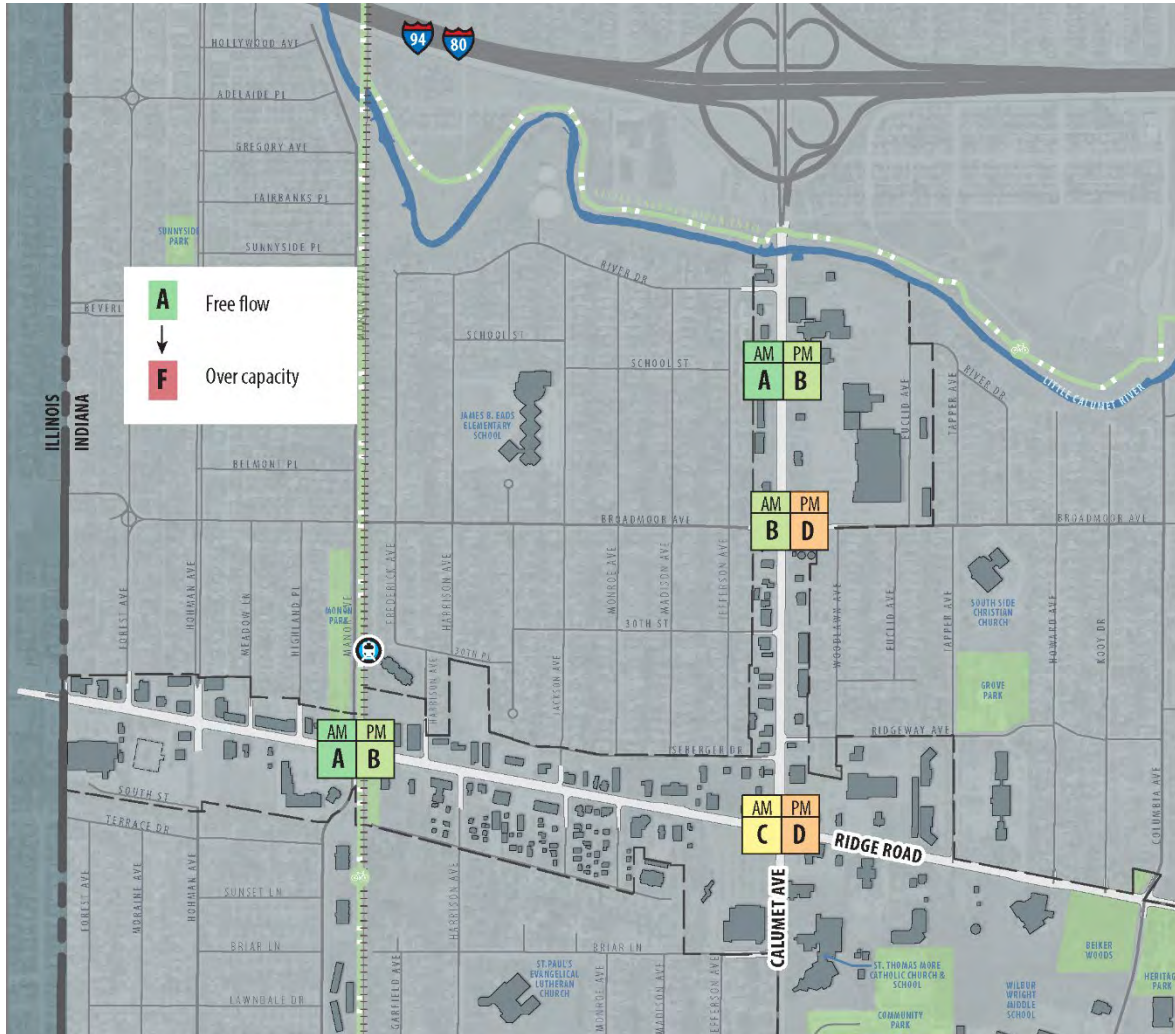 94
80
HOLLYWOOD AVE
ADELAIDE PL
GREGORY AVE
FAIRBANKS PL
SUNNYSIDE
PARK
SUNNYSIDE PL
A Free flow
F Over capacity
BEVERL
ILLINOIS
INDIANA
RIVER DR
SCHOOL ST
SCHOOL ST
AM PM
A B
JAMES B. EADS
ELEMENTARY
SCHOOL
EUCLID AVE
TAPPER AVE
RIVER DR
LITTLE CALUMET RIVER
BELMONT PL
AM PM
B D
BROADMOOR AVE
BROADMOOR AVE
FOREST AVE
HOHMAN AVE
MEADOW LN
HIGHLAND PL
MANOR AVE
MONON
PARK
FREDERICK AVE
HARRISON AVE
MONROE AVE
MADISON AVE
JEFFERSON AVE
WOODLAWN AVE
EUCLID AVE
TAPPER AVE
SOUTH SIDE
CHRISTIAN
CHURCH
HOWARD AVE
KOOY DR
30TH ST
30TH PL
HARRISON AVE
JACKSON AVE
GROVE
PARK
RIDGEWAY AVE
SEBERGER DR
COLUMBIA AVE
AM PM
A B
SOUTH ST
TERRACE DR
AM PM
C D
RIDGE ROAD
CALUMET AVE
FOREST AVE
MORAINE AVE
HOHMAN AVE
SUNSET LN
HARRISON AVE
BRIAR LN
BRIAR LN
LAWNDALE DR
GARFIELD AVE
ST.PAUL'S
EVANGELICAL
LUTHERAN
CHURCH
MONROE AVE
MADISON AVE
JEFFERSON AVE
ST. THOMAS MORE
CATHOLIC CHURCH &
SCHOOL
COMMUNITY
PARK
WILBUR
WRIGHT
MIDDLE
SCHOOL
BEIKER
WOODS
HERITAG
PARK